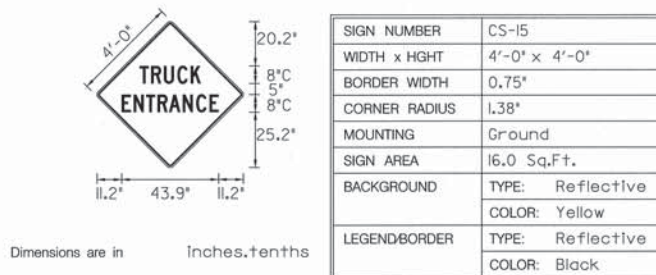 4'-0"
20.2"
8"C
5"
8"C
25.2"
TRUCK
ENTRANCE
11.2" 43.9" 11.2"
Dimensions are in inches.tenths
SIGN NUMBER CS-15
WIDTH x HGHT 4'-0" x 4'-0"
BORDER WIDTH 0.75"
CORNER RADIUS 1.38"
MOUNTING Ground
SIGN AREA 16.0 Sq.Ft.
BACKGROUND TYPE: Reflective
COLOR: Yellow
LEGEND/BORDER TYPE: Reflective
COLOR: Black